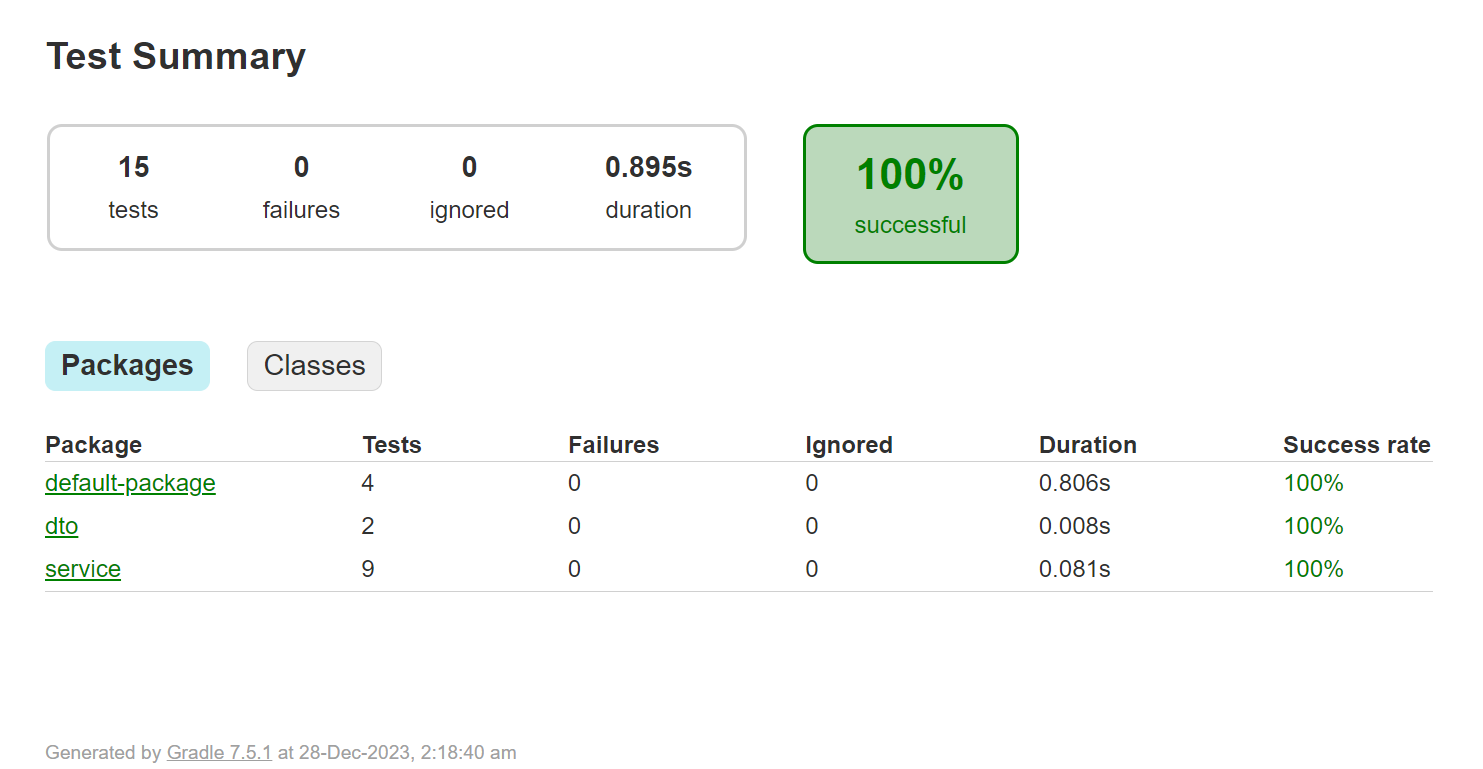 Test Summary
15 0 0 0.895s
tests failures ignored duration
100%
successful
Packages Classes
Package Tests Failures Ignored Duration Success rate
default-package 4 0 0 0.806s 100%
dto 2 0 0 0.008s 100%
service 9 0 0 0.081s 100%
Generated by Gradle 7.5.1 at 28-Dec-2023, 2:18:40 am